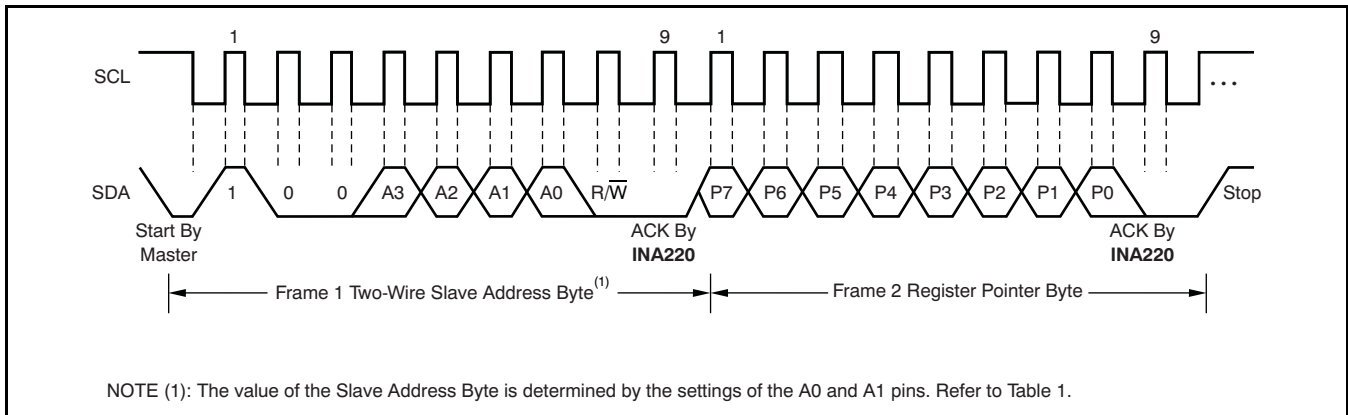 1 9 1 9
SCL ...
SDA 1 0 0 A3 A2 A1 A0 R/W̅ P7 P6 P5 P4 P3 P2 P1 P0 Stop
Start By Master
ACK By INA220
ACK By INA220
Frame 1 Two-Wire Slave Address Byte(1)
Frame 2 Register Pointer Byte
NOTE (1): The value of the Slave Address Byte is determined by the settings of the A0 and A1 pins. Refer to Table 1.